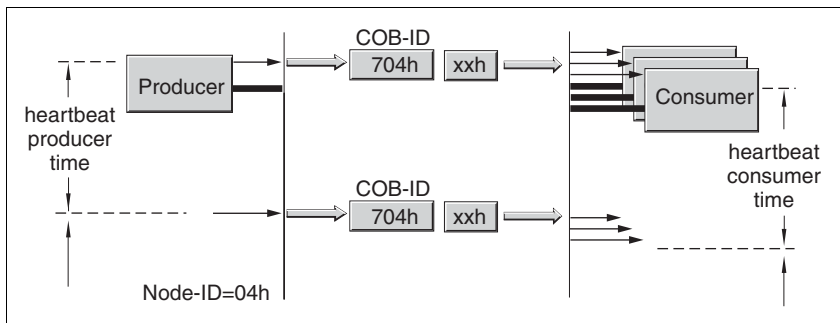 COB-ID
704h
xxh
Producer
Consumer
heartbeat
producer
time
heartbeat
consumer
time
COB-ID
704h
xxh
Node-ID=04h